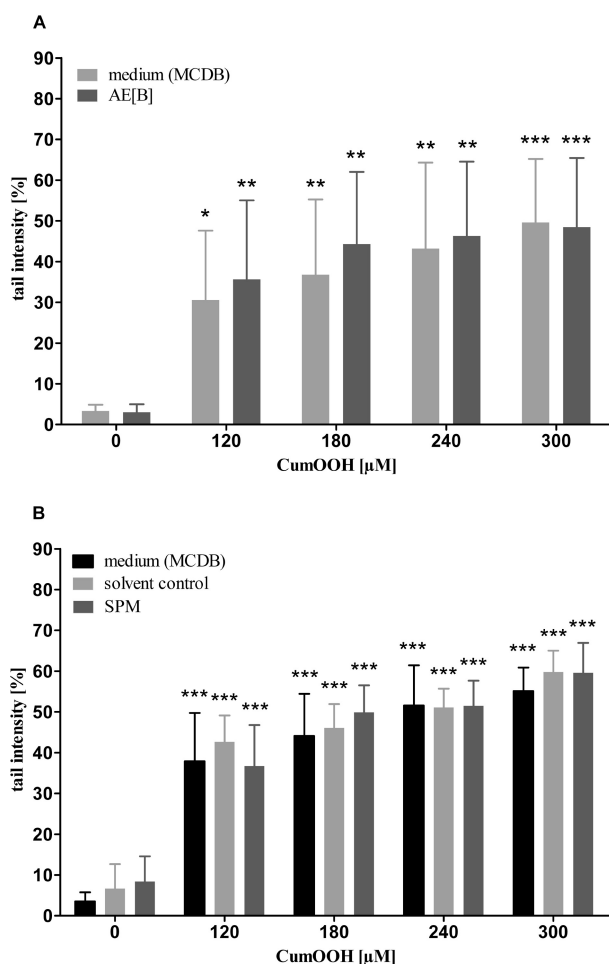 A
medium (MCDB)
AE[B]
90
80
70
60
50
40
30
20
10
0
tail intensity [%]
* ** ** ** ** ** *** ***
0 120 180 240 300
CumOOH [µM]
B
medium (MCDB)
solvent control
SPM
90
80
70
60
50
40
30
20
10
0
tail intensity [%]
*** *** *** *** *** *** *** *** *** *** *** ***
0 120 180 240 300
CumOOH [µM]